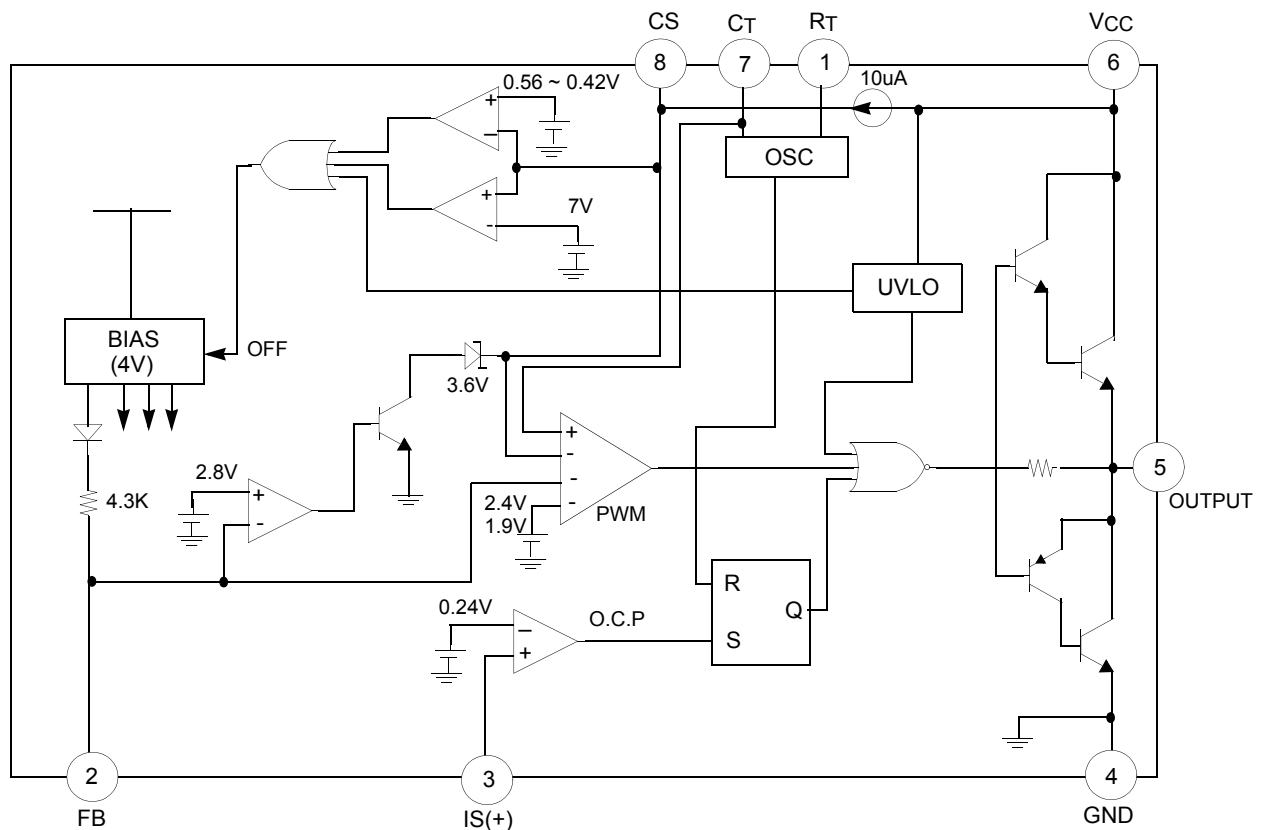 CS
CT
RT
VCC
8
7
1
6
0.56 ~ 0.42V
10uA
+
–
OSC
+
-
7V
UVLO
BIAS
(4V)
OFF
3.6V
+
-
-
-
2.4V
1.9V
PWM
2.8V
+
-
4.3K
5
OUTPUT
R
S
Q
0.24V
–
+
O.C.P
2
FB
3
IS(+)
4
GND